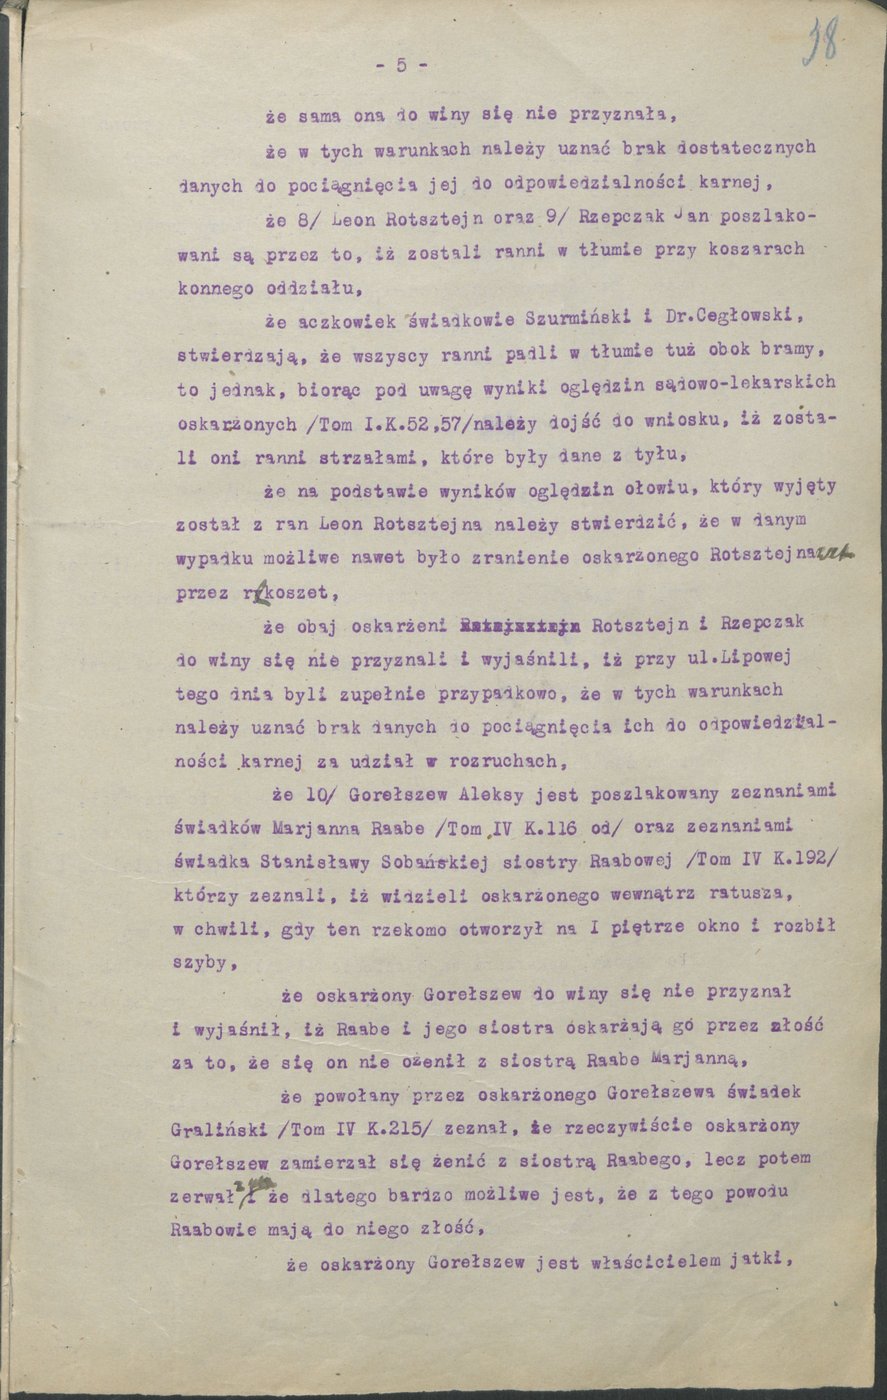 38
- 5 -
że sama ona do winy się nie przyznała,
że w tych warunkach należy uznać brak dostatecznych
danych do pociągnięcia jej do odpowiedzialności karnej,
że 8/ Leon Rotsztejn oraz 9/ Rzepczak Jan poszlako-
wani są przez to, iż zostali ranni w tłumie przy koszarach
konnego oddziału,
że aczkowiek świadkowie Szurmiński i Dr.Cegłowski,
stwierdzają, że wszyscy ranni padli w tłumie tuż obok bramy,
to jednak, biorąc pod uwagę wyniki oględzin sądowo-lekarskich
oskarzonych /Tom I.K.52,57/należy dojść do wniosku, iż zosta-
li oni ranni strzałami, które były dane z tyłu,
że na podstawie wyników oględzin ołowiu, który wyjęty
został z ran Leon Rotsztejna należy stwierdzić, że w danym
wypadku możliwe nawet było zranienie oskarżonego Rotsztejna
przez rykoszet,
że obaj oskarżeni Rotsztejn i Rzepczak
do winy się nie przyznali i wyjaśnili, iż przy ul.Lipowej
tego dnia byli zupełnie przypadkowo, że w tych warunkach
należy uznać brak danych do pociągnięcia ich do odpowiedzial-
ności karnej za udział w rozruchach,
że 10/ Gorełszew Aleksy jest poszlakowany zeznaniami
świadków Marjanna Raabe /Tom IV K.116 od/ oraz zeznaniami
świadka Stanisławy Sobańskiej siostry Raabowej /Tom IV K.192/
którzy zeznali, iż widzieli oskarżonego wewnątrz ratusza,
w chwili, gdy ten rzekomo otworzył na I piętrze okno i rozbił
szyby,
że oskarżony Gorełszew do winy się nie przyznał
i wyjaśnił, iż Raabe i jego siostra oskarżają go przez złość
za to, że się on nie ożenił z siostrą Raabe Marjanną,
że powołany przez oskarżonego Gorełszewa świadek
Graliński /Tom IV K.215/ zeznał, że rzeczywiście oskarżony
Gorełszew zamierzał się żenić z siostrą Raabego, lecz potem
zerwał i że dlatego bardzo możliwe jest, że z tego powodu
Raabowie mają do niego złość,
że oskarżony Gorełszew jest właścicielem jatki,